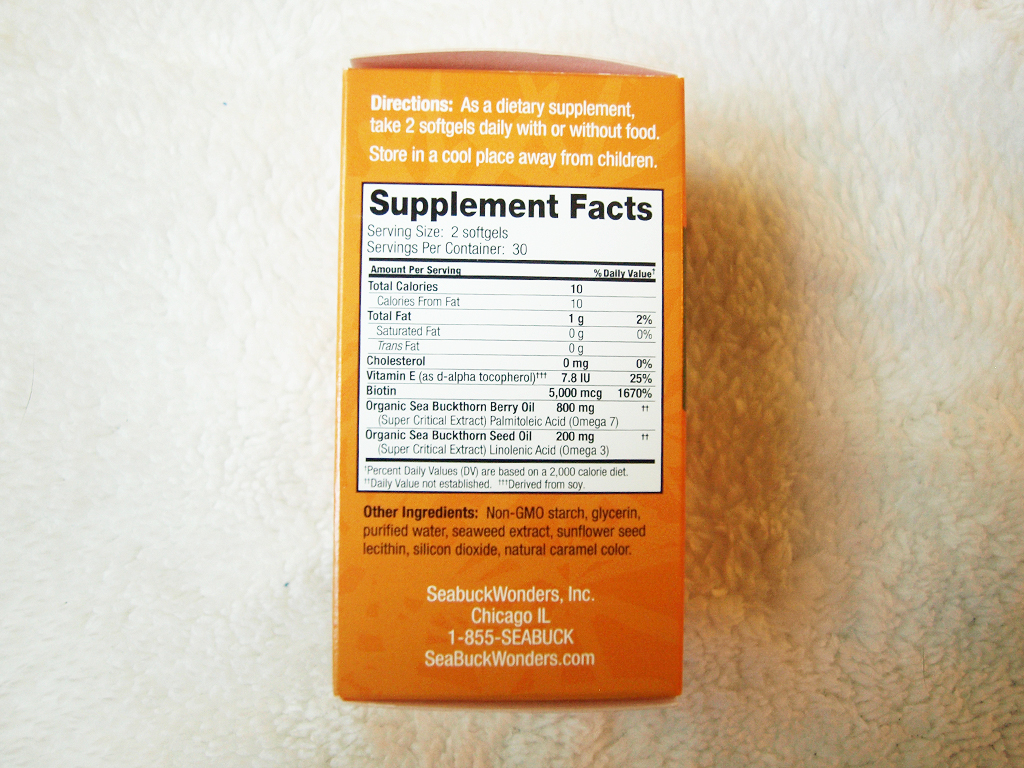 Directions: As a dietary supplement,
take 2 softgels daily with or without food.
Store in a cool place away from children.
Supplement Facts
Serving Size: 2 softgels
Servings Per Container: 30
Amount Per Serving % Daily Value†
Total Calories 10
Calories From Fat 10
Total Fat 1 g 2%
Saturated Fat 0 g 0%
Trans Fat 0 g
Cholesterol 0 mg 0%
Vitamin E (as d-alpha tocopherol)††† 7.8 IU 25%
Biotin 5,000 mcg 1670%
Organic Sea Buckthorn Berry Oil 800 mg ††
(Super Critical Extract) Palmitoleic Acid (Omega 7)
Organic Sea Buckthorn Seed Oil 200 mg ††
(Super Critical Extract) Linolenic Acid (Omega 3)
†Percent Daily Values (DV) are based on a 2,000 calorie diet.
††Daily Value not established. †††Derived from soy.
Other Ingredients: Non-GMO starch, glycerin,
purified water, seaweed extract, sunflower seed
lecithin, silicon dioxide, natural caramel color.
SeabuckWonders, Inc.
Chicago IL
1-855-SEABUCK
SeaBuckWonders.com